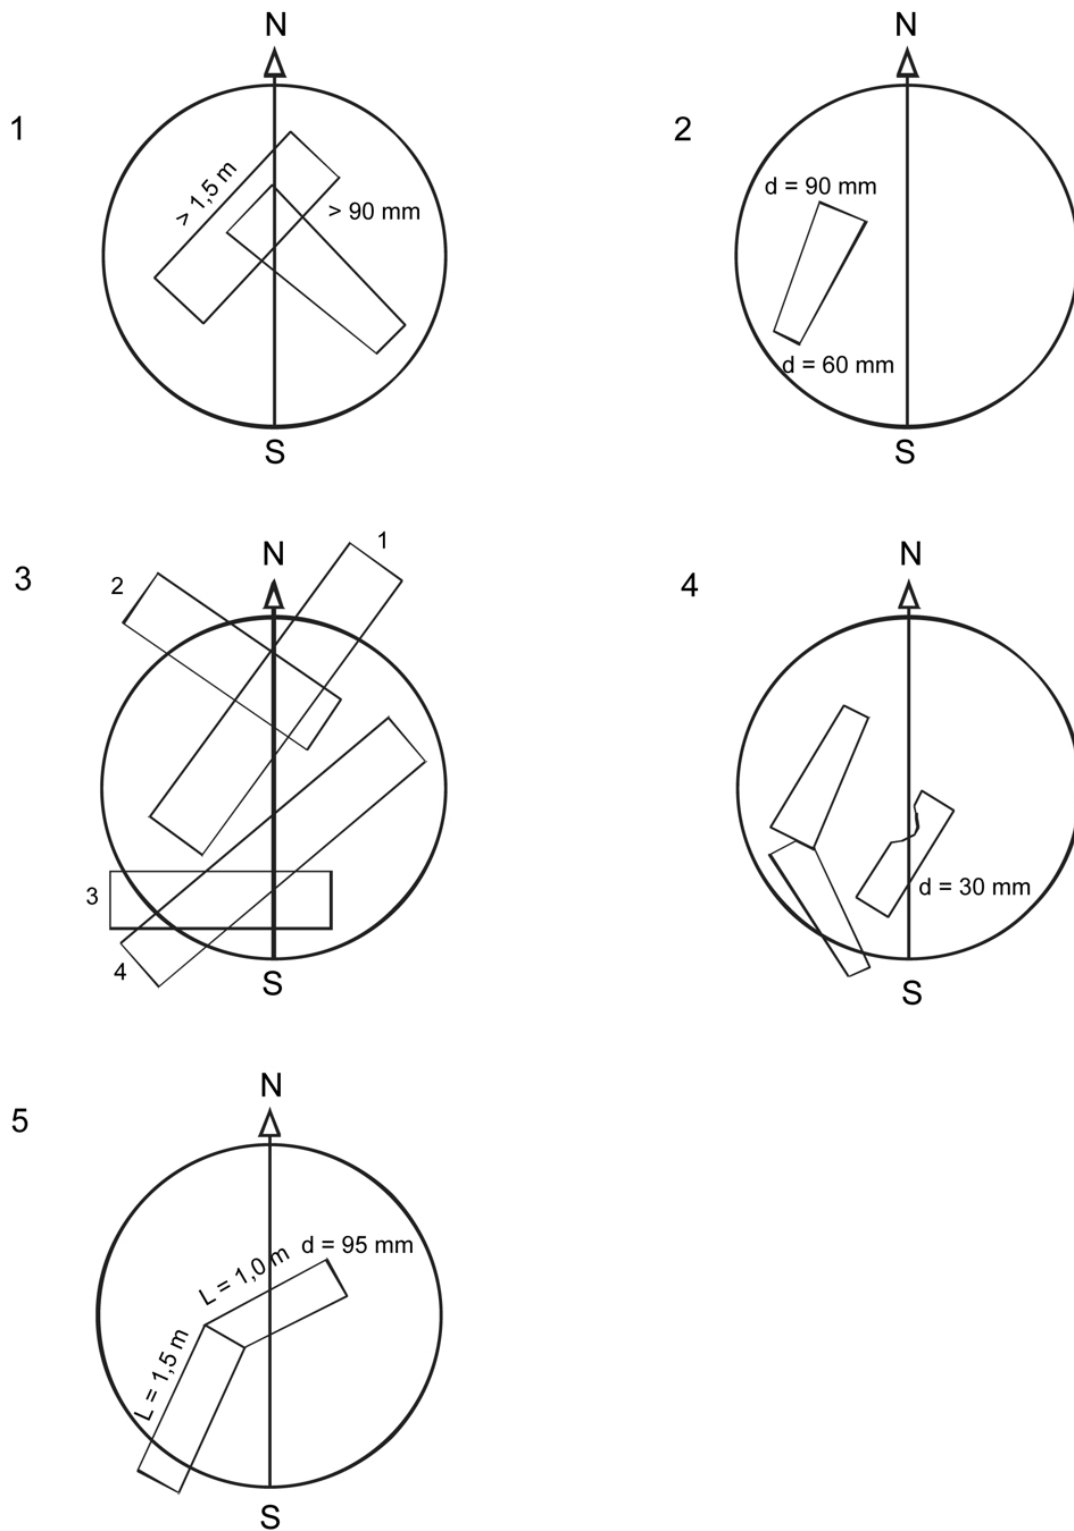 N
1
> 1,5 m
> 90 mm
S
N
2
d = 90 mm
d = 60 mm
S
3
N
1
2
3
4
S
4
N
d = 30 mm
S
5
N
d = 95 mm
L = 1,0 m
L = 1,5 m
S